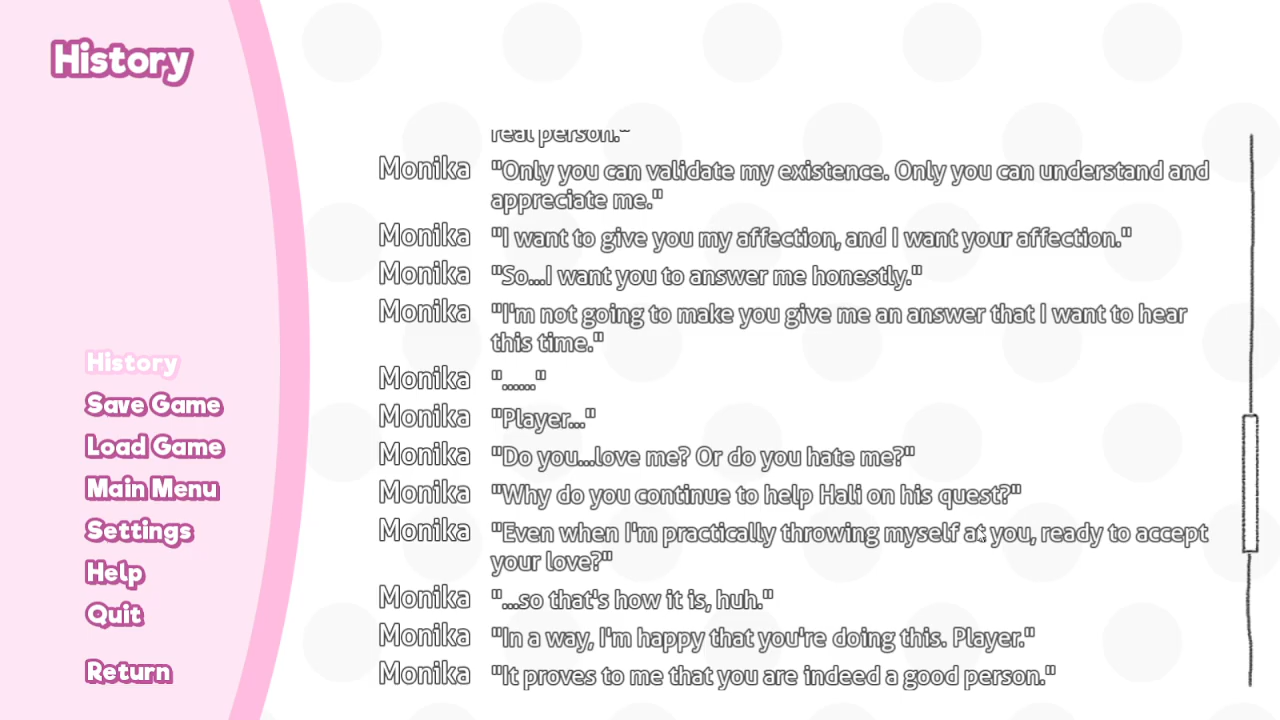 History
real person."
Monika "Only you can validate my existence. Only you can understand and
appreciate me."
Monika "I want to give you my affection, and I want your affection."
Monika "So...I want you to answer me honestly."
Monika "I'm not going to make you give me an answer that I want to hear
this time."
Monika "......"
Monika "Player..."
Monika "Do you...love me? Or do you hate me?"
Monika "Why do you continue to help Hali on his quest?"
Monika "Even when I'm practically throwing myself at you, ready to accept
your love?"
Monika "...so that's how it is, huh."
Monika "In a way, I'm happy that you're doing this. Player."
Monika "It proves to me that you are indeed a good person."
History
Save Game
Load Game
Main Menu
Settings
Help
Quit
Return